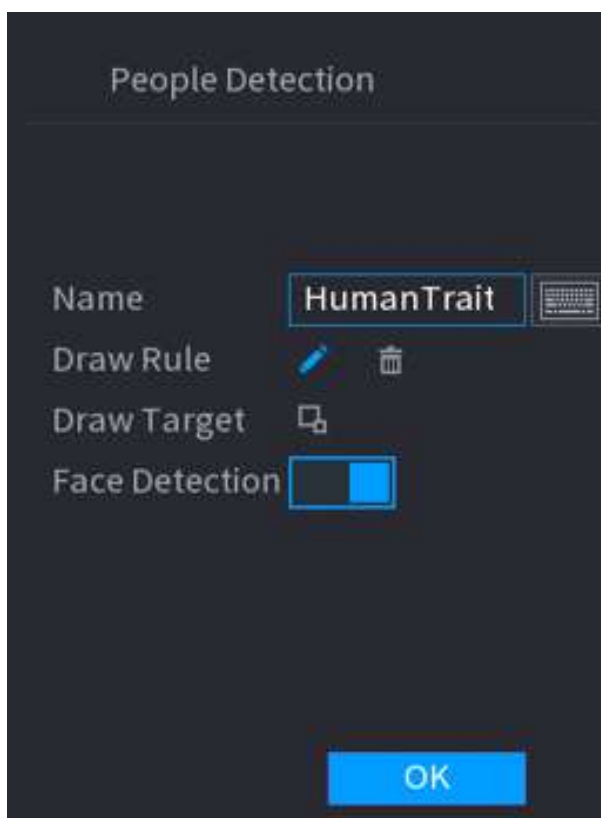 People Detection
Name HumanTrait
Draw Rule
Draw Target
Face Detection
OK